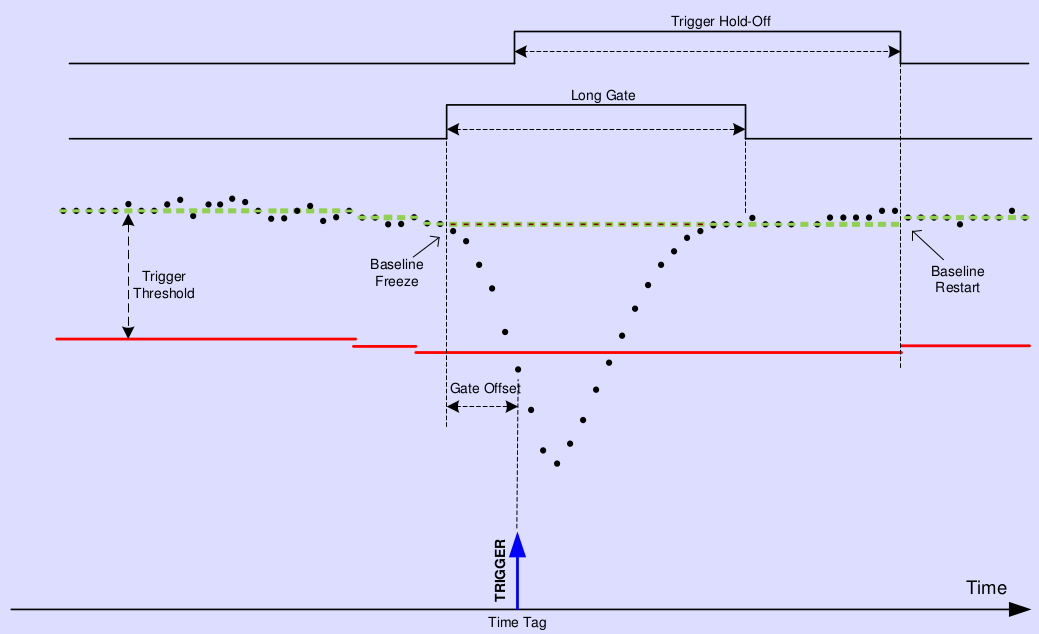 Trigger Hold-Off
Long Gate
Baseline
Freeze
Trigger
Threshold
Baseline
Restart
Gate Offset
TRIGGER
Time
Time Tag